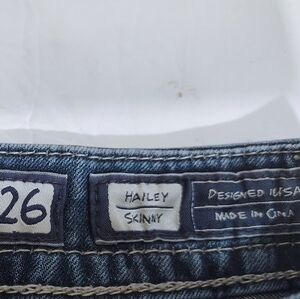 26
HAILEY
SKINNY
DESIGNED IN USA
MADE IN CHINA